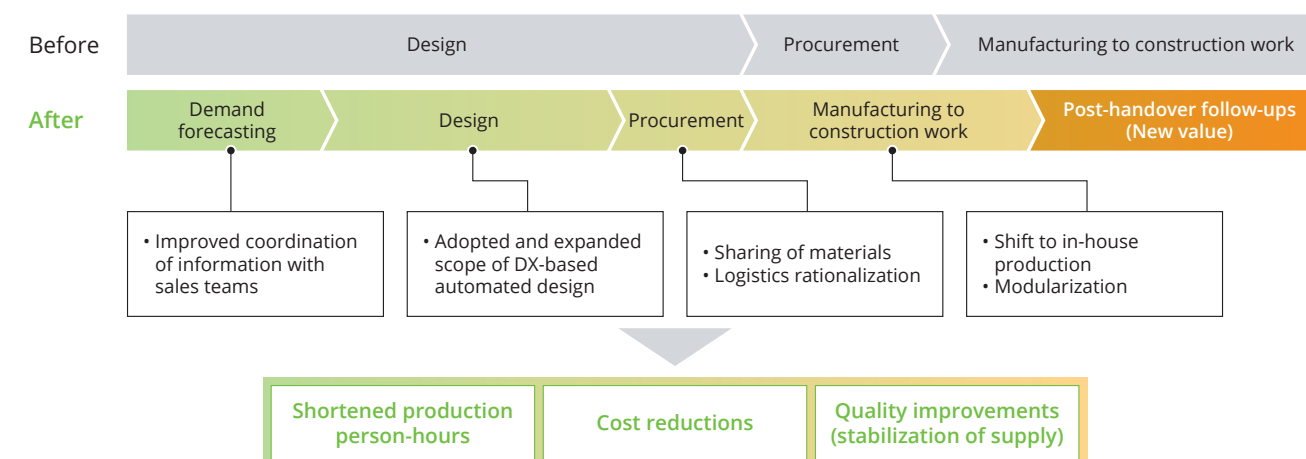 Before
Design
Procurement
Manufacturing to construction work
After
Demand
forecasting
Design
Procurement
Manufacturing to
construction work
Post-handover follow-ups
(New value)
• Improved coordination
of information with
sales teams
• Adopted and expanded
scope of DX-based
automated design
• Sharing of materials
• Logistics rationalization
• Shift to in-house
production
• Modularization
Shortened production
person-hours
Cost reductions
Quality improvements
(stabilization of supply)